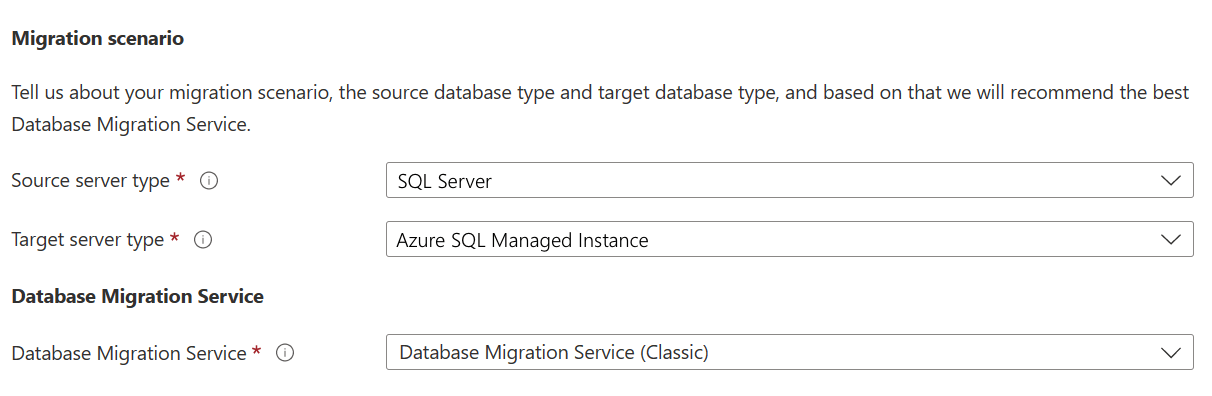 Migration scenario
Tell us about your migration scenario, the source database type and target database type, and based on that we will recommend the best
Database Migration Service.
Source server type *
SQL Server
Target server type *
Azure SQL Managed Instance
Database Migration Service
Database Migration Service *
Database Migration Service (Classic)